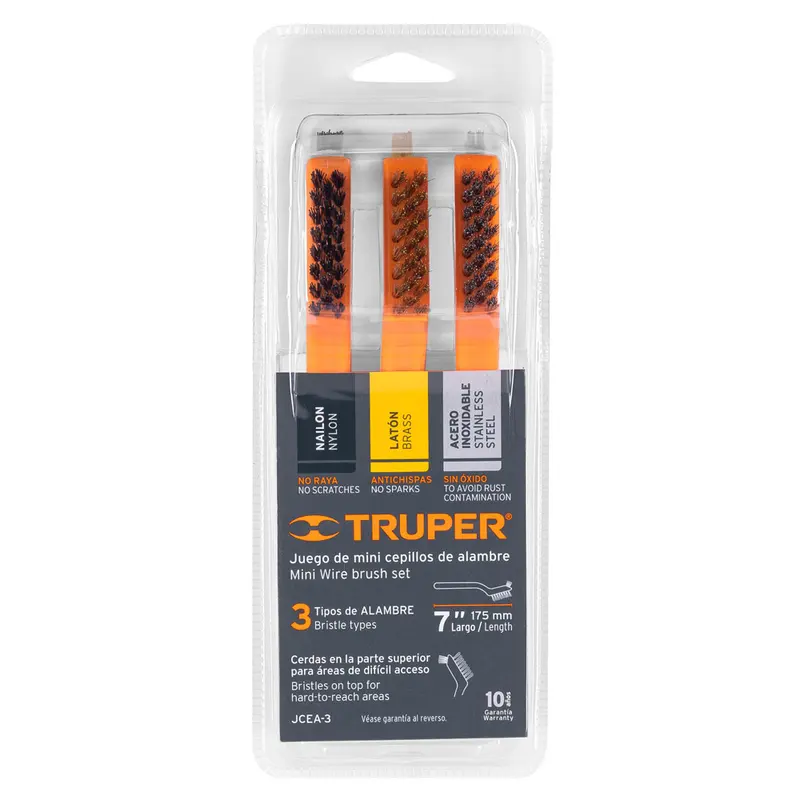 NAILON
NYLON
LATÓN
BRASS
ACERO
INOXIDABLE
STAINLESS
STEEL
NO RAYA
NO SCRATCHES
ANTICHISPAS
NO SPARKS
SIN ÓXIDO
TO AVOID RUST
CONTAMINATION
TRUPER®
Juego de mini cepillos de alambre
Mini Wire brush set
3 Tipos de ALAMBRE
Bristle types
7" 175 mm
Largo / Length
Cerdas en la parte superior
para áreas de difícil acceso
Bristles on top for
hard-to-reach areas
10 años
Garantía
Warranty
JCEA-3
Véase garantía al reverso.